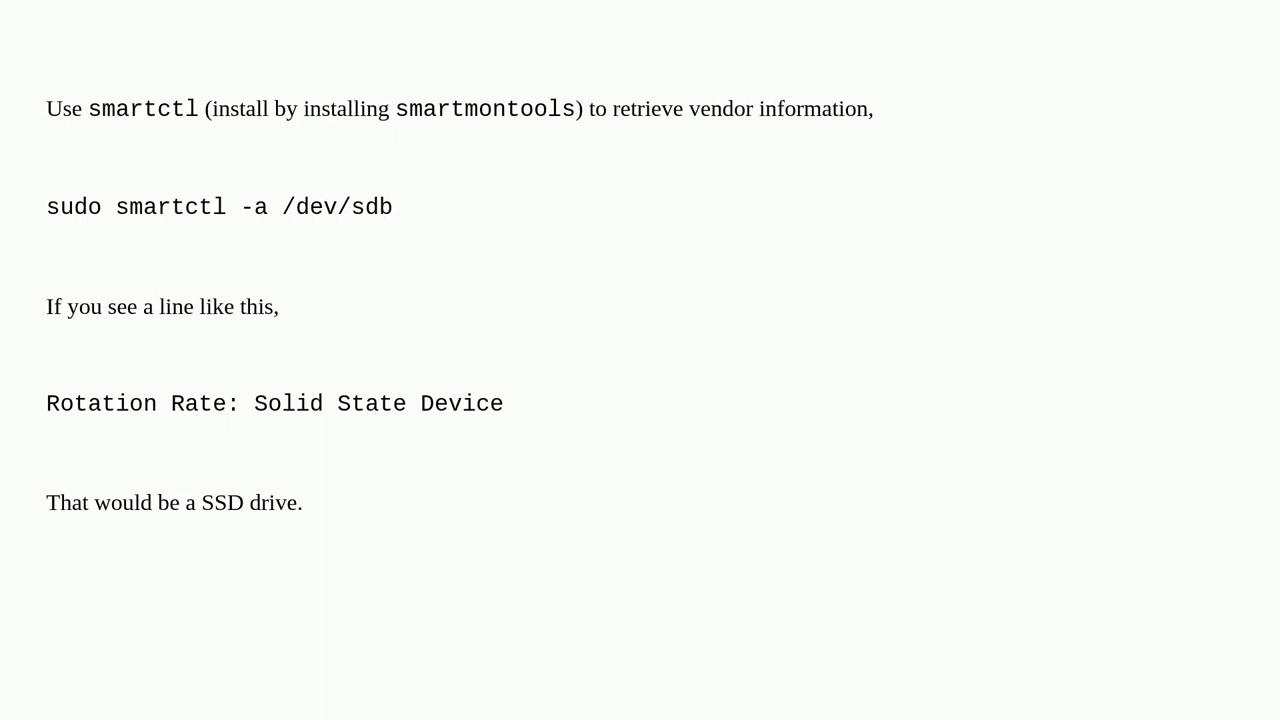 Use smartctl (install by installing smartmontools) to retrieve vendor information,
sudo smartctl -a /dev/sdb
If you see a line like this,
Rotation Rate: Solid State Device
That would be a SSD drive.